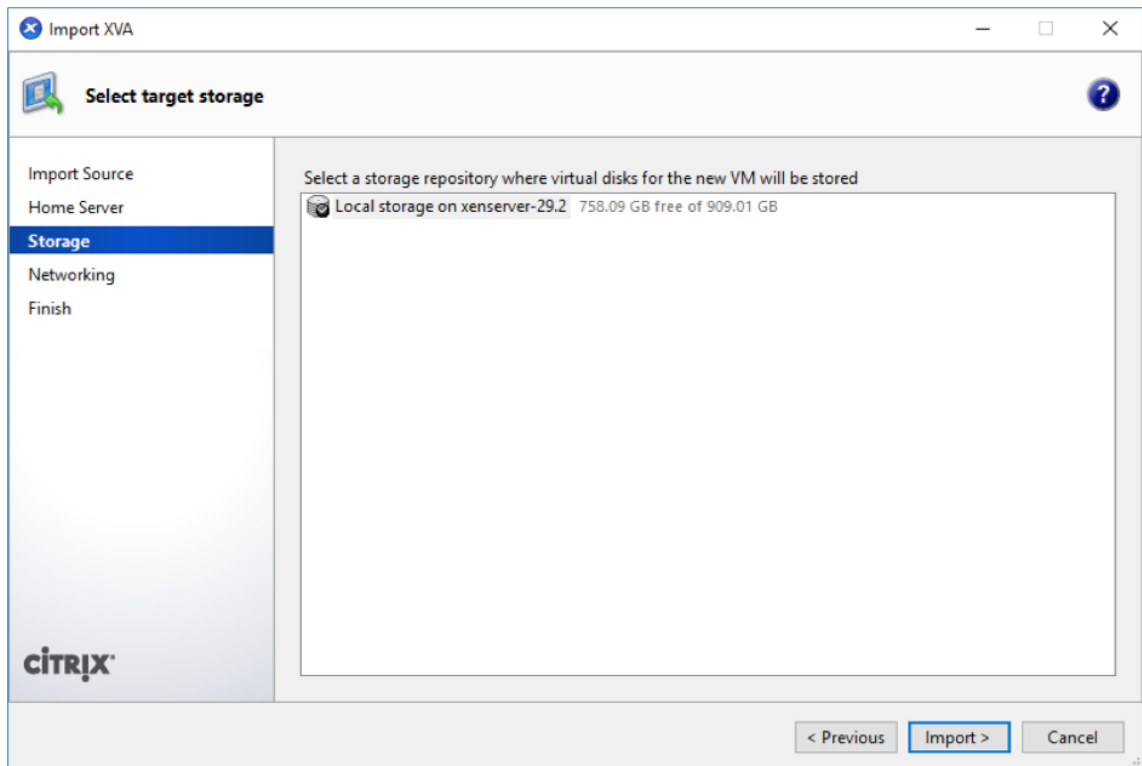 Import XVA
Select target storage
?
Import Source
Home Server
Storage
Networking
Finish
CITRIX
Select a storage repository where virtual disks for the new VM will be stored
Local storage on xenserver-29.2 758.09 GB free of 909.01 GB
< Previous
Import >
Cancel